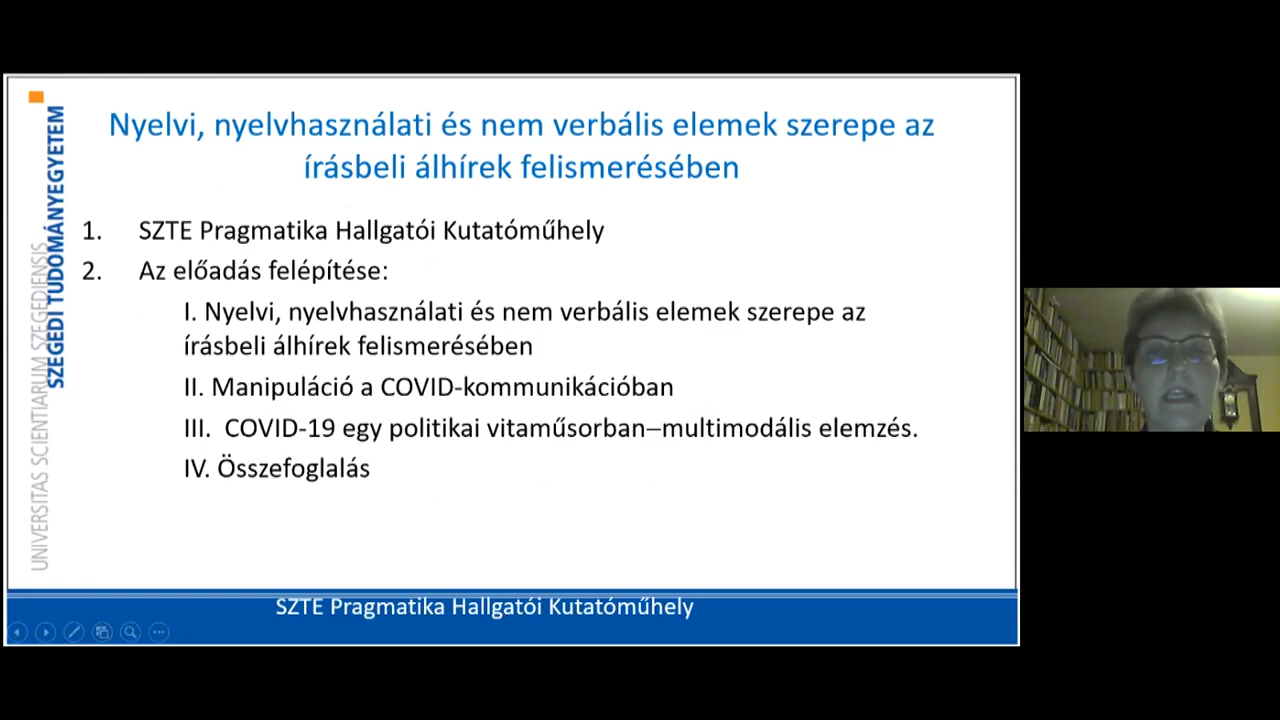 Nyelvi, nyelvhasználati és nem verbális elemek szerepe az
írásbeli álhírek felismerésében
1. SZTE Pragmatika Hallgatói Kutatóműhely
2. Az előadás felépítése:
I. Nyelvi, nyelvhasználati és nem verbális elemek szerepe az
írásbeli álhírek felismerésében
II. Manipuláció a COVID-kommunikációban
III. COVID-19 egy politikai vitaműsorban–multimodális elemzés.
IV. Összefoglalás
SZTE Pragmatika Hallgatói Kutatóműhely
SZEGEDI TUDOMÁNYEGYETEM
UNIVERSITAS SCIENTIARUM SZEGEDIENSIS